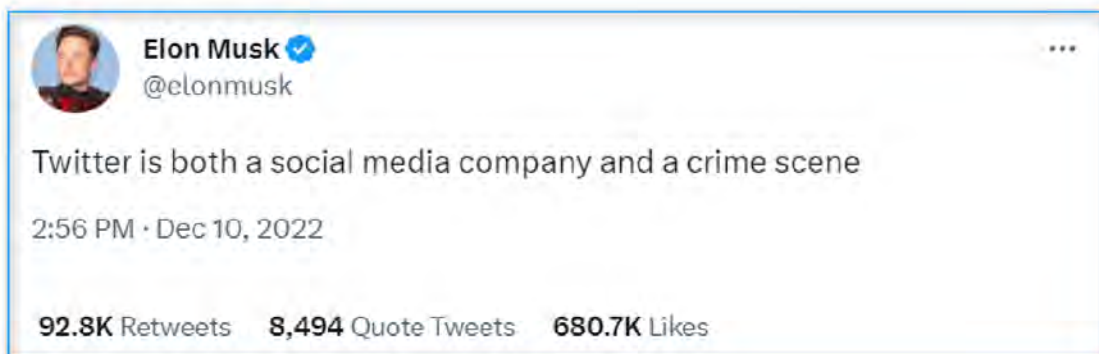 Elon Musk
@elonmusk
Twitter is both a social media company and a crime scene
2:56 PM · Dec 10, 2022
92.8K Retweets 8,494 Quote Tweets 680.7K Likes